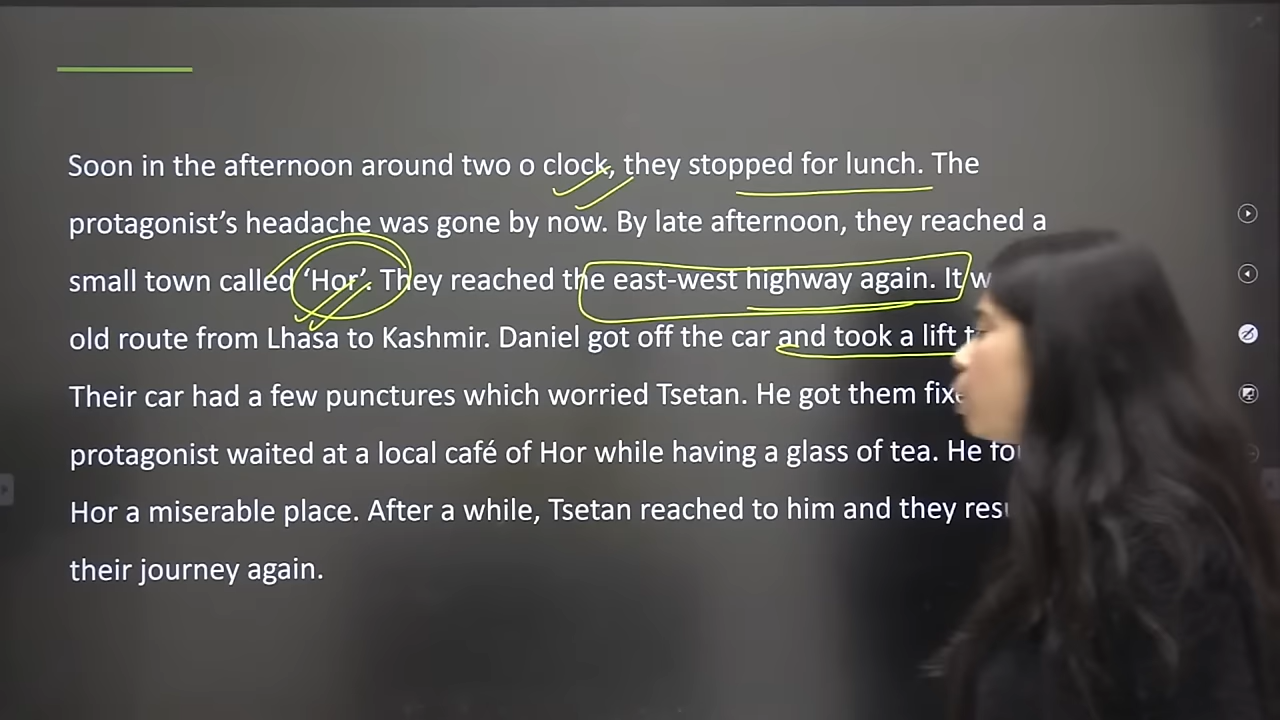 Soon in the afternoon around two o clock, they stopped for lunch. The
protagonist's headache was gone by now. By late afternoon, they reached a
small town called 'Hor'. They reached the east-west highway again. It
old route from Lhasa to Kashmir. Daniel got off the car and took a lift
Their car had a few punctures which worried Tsetan. He got them
protagonist waited at a local café of Hor while having a glass of tea. He
Hor a miserable place. After a while, Tsetan reached to him and they
their journey again.